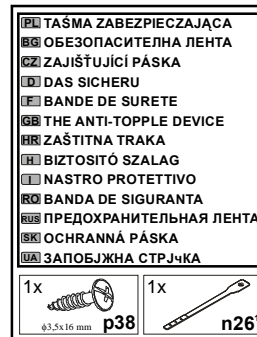 PL TAŚMA ZABEZPIECZAJĄCA
BG ОБЕЗОПАСИТЕЛНА ЛЕНТА
CZ ZAJIŠŤUJÍCÍ PÁSKA
D DAS SICHERU
F BANDE DE SURETE
GB THE ANTI-TOPPLE DEVICE
HR ZAŠTITNA TRAKA
H BIZTOSITÓ SZALAG
I NASTRO PROTETTIVO
RO BANDA DE SIGURANTA
RUS ПРЕДОХРАНИТЕЛЬНАЯ ЛЕНТА
SK OCHRANNÁ PÁSKA
UA ЗАПОБЈЖНА СТРЈчКА
1x 1x
ϕ3,5x16 mm p38 n26